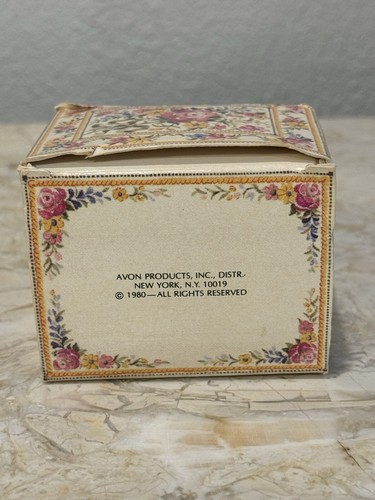 AVON PRODUCTS, INC., DISTR.
NEW YORK, N.Y. 10019
© 1980—ALL RIGHTS RESERVED